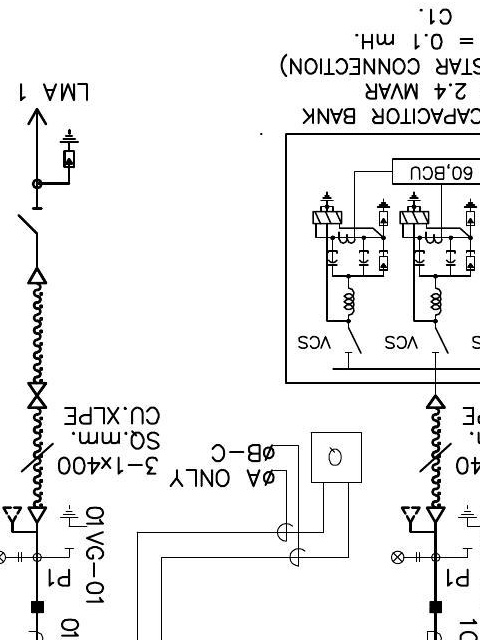 P1
P1
01VG-01
3-1x400
SQ.mm.
CU.XLPE
øA ONLY
øB-C
VCS
VCS
60,BCU
CAPACITOR BANK
2.4 MVAR
STAR CONNECTION)
= 0.1 mH.
C1.
LMA 1